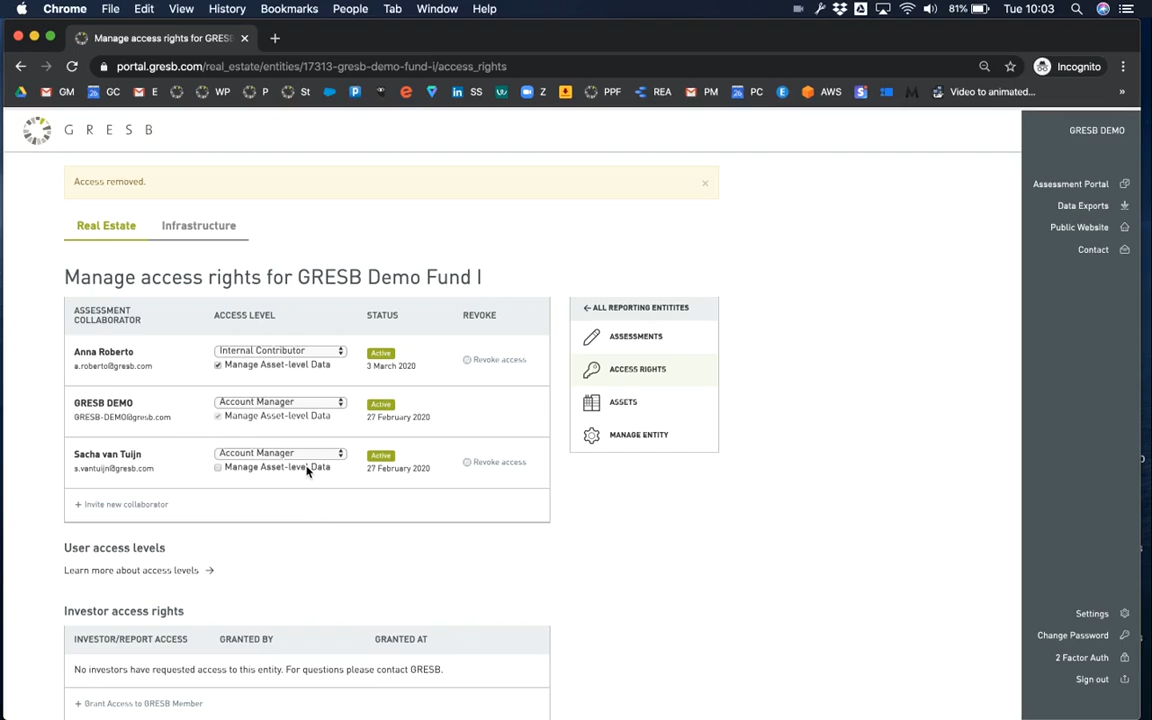 Chrome File Edit View History Bookmarks People Tab Window Help 81% Tue 10:03
Manage access rights for GRESB
portal.gresb.com/real_estate/entities/17313-gresb-demo-fund-i/access_rights Incognito
GM GC E WP P St Z SS PPF REA PM PC AWS Video to animated... »
GRESB
GRESB DEMO
Access removed. ×
Assessment Portal
Data Exports
Public Website
Contact
Real Estate Infrastructure
Manage access rights for GRESB Demo Fund I
ASSESSMENT COLLABORATOR ACCESS LEVEL STATUS REVOKE
Anna Roberto Internal Contributor Active
a.roberto@gresb.com Manage Asset-level Data 3 March 2020 Revoke access
GRESB DEMO Account Manager Active
GRESB-DEMO@gresb.com Manage Asset-level Data 27 February 2020
Sacha van Tuijn Account Manager Active
s.vantuijn@gresb.com Manage Asset-level Data 27 February 2020 Revoke access
+ Invite new collaborator
← ALL REPORTING ENTITITES
ASSESSMENTS
ACCESS RIGHTS
ASSETS
MANAGE ENTITY
User access levels
Learn more about access levels →
Investor access rights
INVESTOR/REPORT ACCESS GRANTED BY GRANTED AT
No investors have requested access to this entity. For questions please contact GRESB.
+ Grant Access to GRESB Member
Settings
Change Password
2 Factor Auth
Sign out